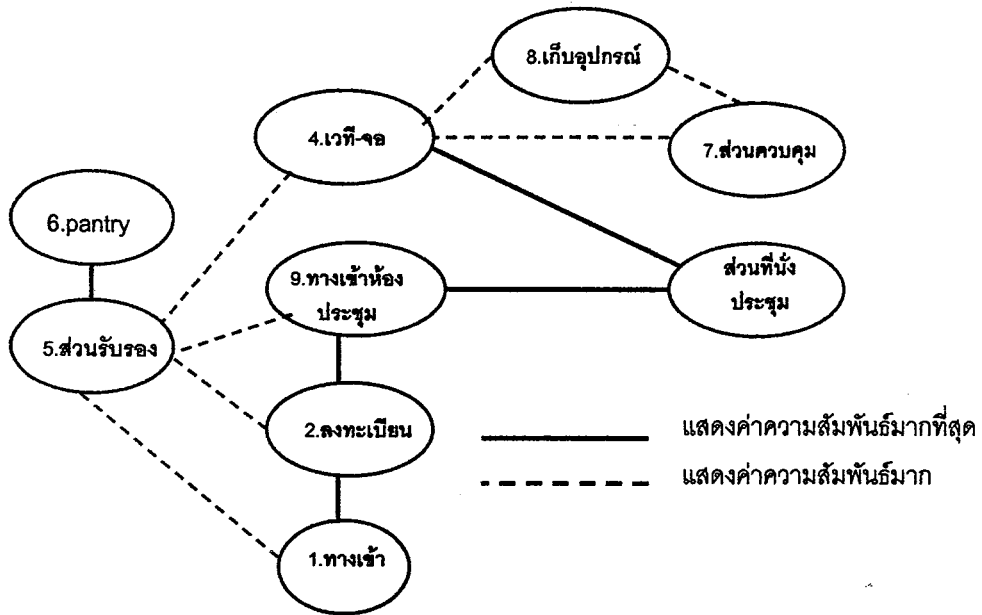 8.เก็บอุปกรณ์
4.เวที-จอ
7.ส่วนควบคุม
6.pantry
9.ทางเข้าห้อง
ประชุม
ส่วนที่นั่ง
ประชุม
5.ส่วนรับรอง
2.ลงทะเบียน
แสดงค่าความสัมพันธ์มากที่สุด
แสดงค่าความสัมพันธ์มาก
1.ทางเข้า